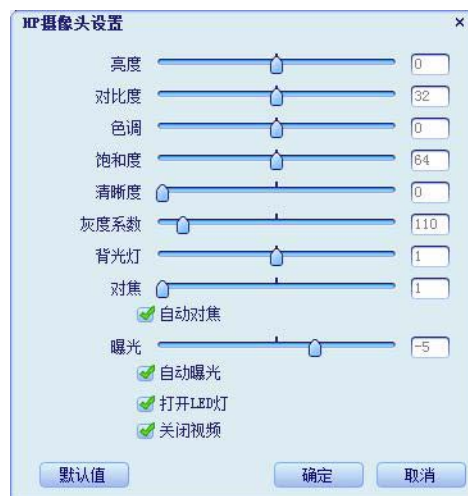 HP摄像头设置 ×
亮度 0
对比度 32
色调 0
饱和度 64
清晰度 0
灰度系数 110
背光灯 1
对焦 1
自动对焦
曝光 -5
自动曝光
打开LED灯
关闭视频
默认值 确定 取消